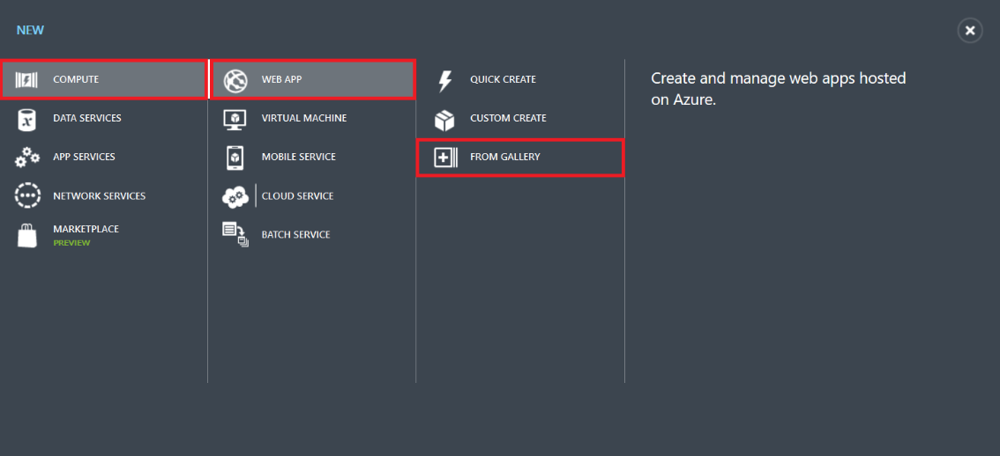 NEW
COMPUTE
DATA SERVICES
APP SERVICES
NETWORK SERVICES
MARKETPLACE
PREVIEW
WEB APP
VIRTUAL MACHINE
MOBILE SERVICE
CLOUD SERVICE
BATCH SERVICE
QUICK CREATE
CUSTOM CREATE
FROM GALLERY
Create and manage web apps hosted
on Azure.